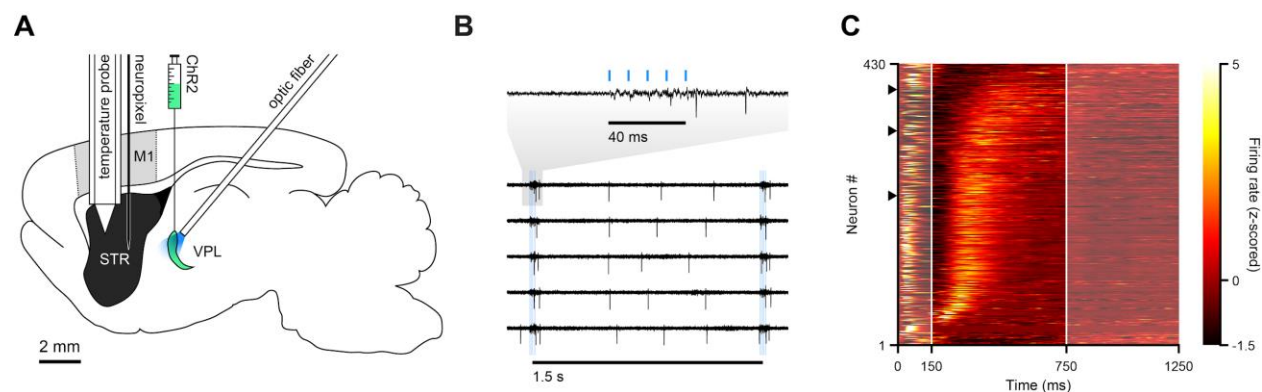 A
temperature probe
neuropixel
ChR2
optic fiber
M1
STR
VPL
2 mm
B
40 ms
1.5 s
C
430
Neuron #
1
0
150
750
1250
Time (ms)
5
0
-1.5
Firing rate (z-scored)